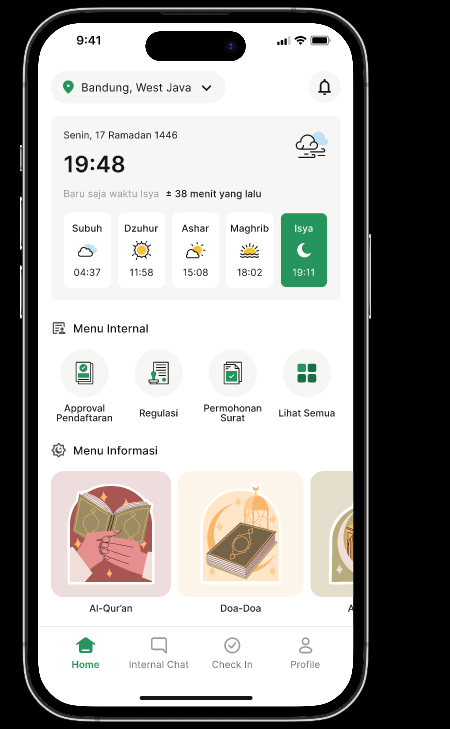 9:41
Bandung, West Java
Senin, 17 Ramadan 1446
19:48
Baru saja waktu Isya ± 38 menit yang lalu
Subuh Dzuhur Ashar Maghrib Isya
04:37 11:58 15:08 18:02 19:11
Menu Internal
Approval Pendaftaran
Regulasi
Permohonan Surat
Lihat Semua
Menu Informasi
Al-Qur'an Doa-Doa A
Home Internal Chat Check In Profile